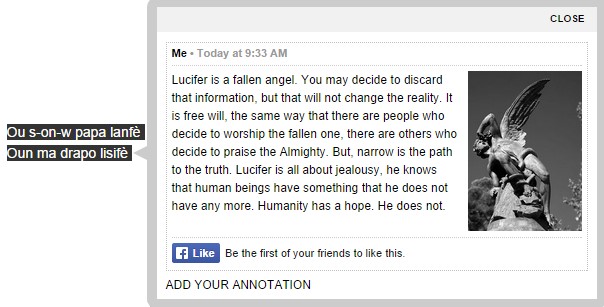 CLOSE
Me • Today at 9:33 AM
Lucifer is a fallen angel. You may decide to discard
that information, but that will not change the reality. It
is free will, the same way that there are people who
decide to worship the fallen one, there are others who
decide to praise the Almighty. But, narrow is the path
to the truth. Lucifer is all about jealousy, he knows
that human beings have something that he does not
have any more. Humanity has a hope. He does not.
Ou s-on-w papa lanfè
Oun ma drapo lisifè
Like Be the first of your friends to like this.
ADD YOUR ANNOTATION